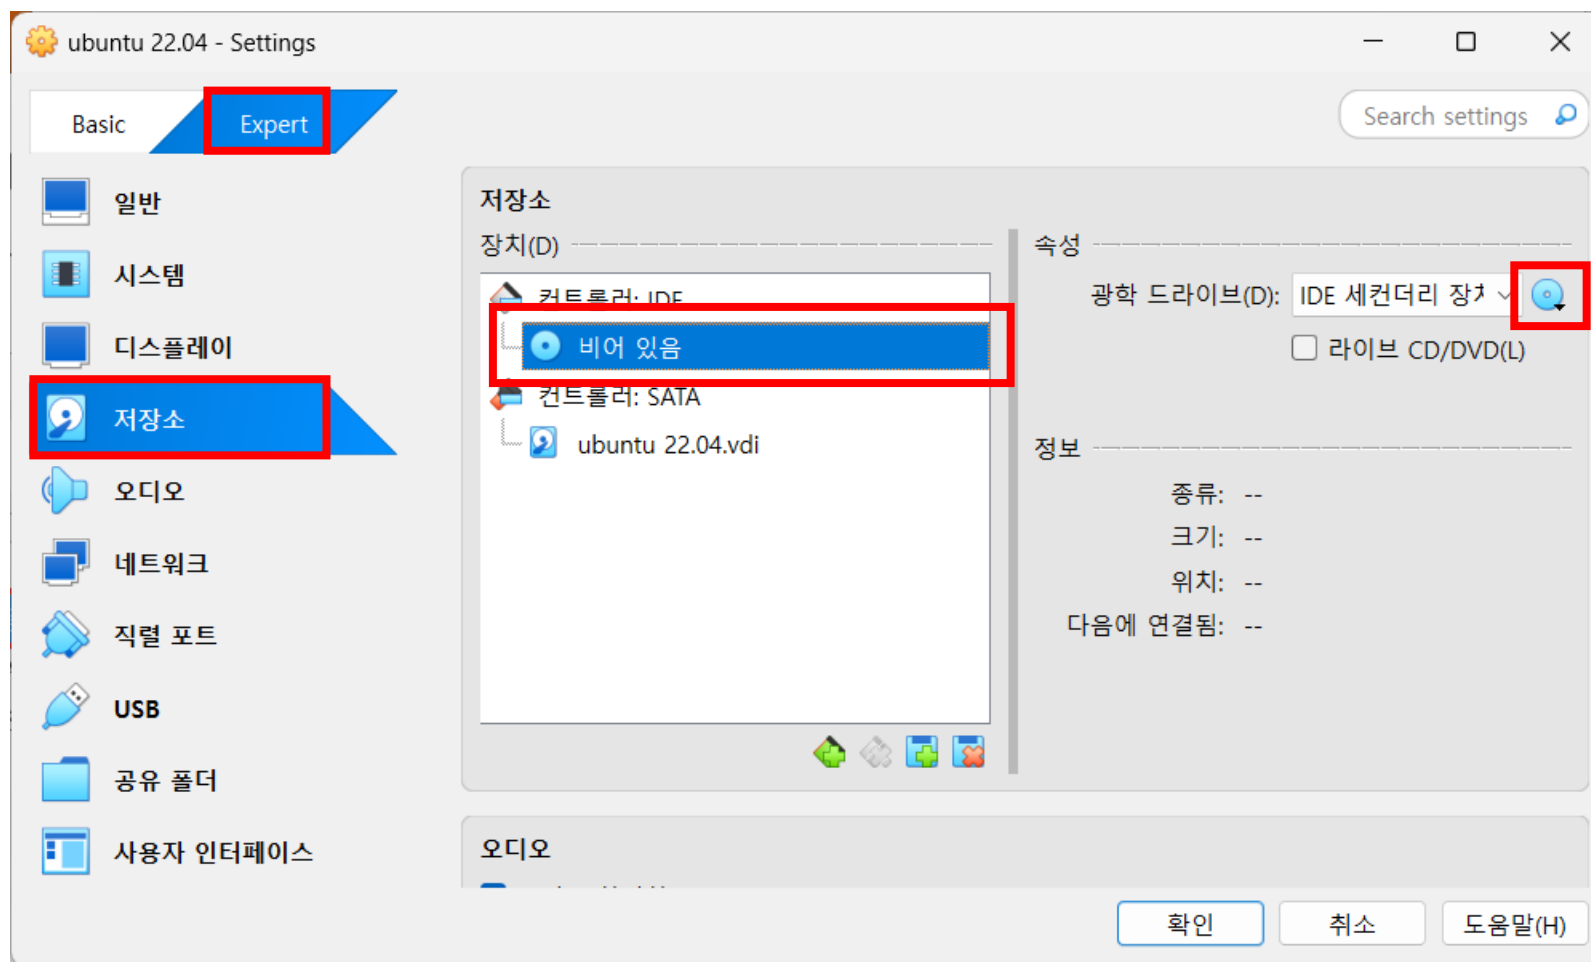 ubuntu 22.04 - Settings
Basic
Expert
Search settings
일반
시스템
디스플레이
저장소
오디오
네트워크
직렬 포트
USB
공유 폴더
사용자 인터페이스
저장소
장치(D)
컨트롤러: IDE
비어 있음
컨트롤러: SATA
ubuntu 22.04.vdi
속성
광학 드라이브(D): IDE 세컨더리
라이브 CD/DVD(L)
정보
종류: --
크기: --
위치: --
다음에 연결됨: --
오디오
확인
취소
도움말(H)